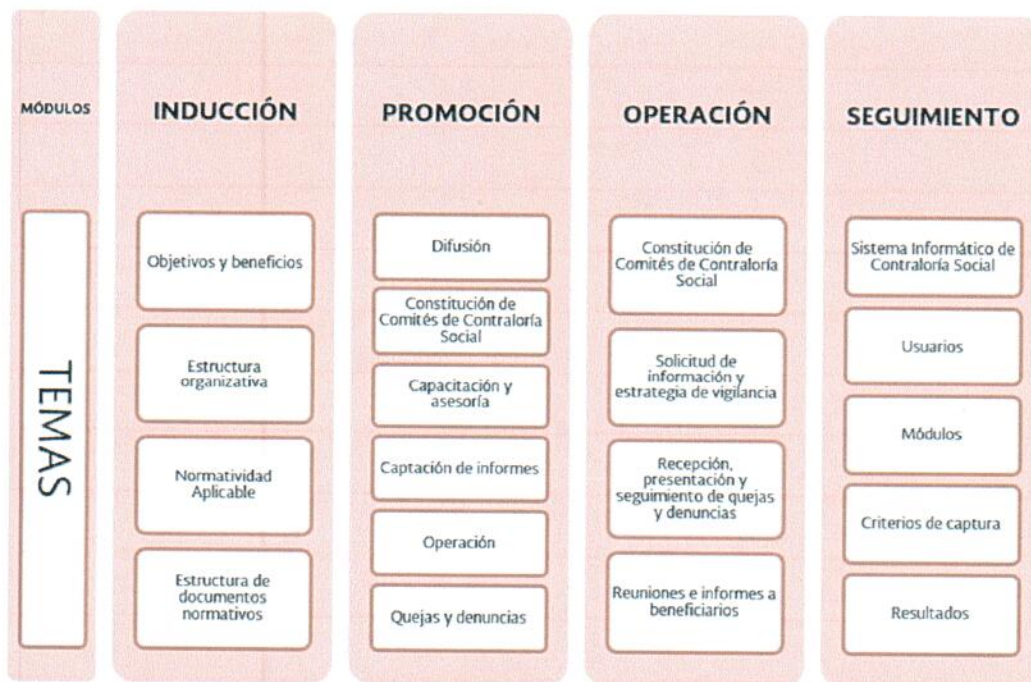 MÓDULOS
INDUCCIÓN
PROMOCIÓN
OPERACIÓN
SEGUIMIENTO
TEMAS
Objetivos y beneficios
Estructura
organizativa
Normatividad
Aplicable
Estructura de
documentos
normativos
Difusión
Constitución de
Comités de Contraloría
Social
Capacitación y
asesoría
Captación de informes
Operación
Quejas y denuncias
Constitución de
Comités de Contraloría
Social
Solicitud de
información y
estrategia de vigilancia
Recepción,
presentación y
seguimiento de quejas
y denuncias
Reuniones e informes a
beneficiarios
Sistema Informático de
Contraloría Social
Usuarios
Módulos
Criterios de captura
Resultados